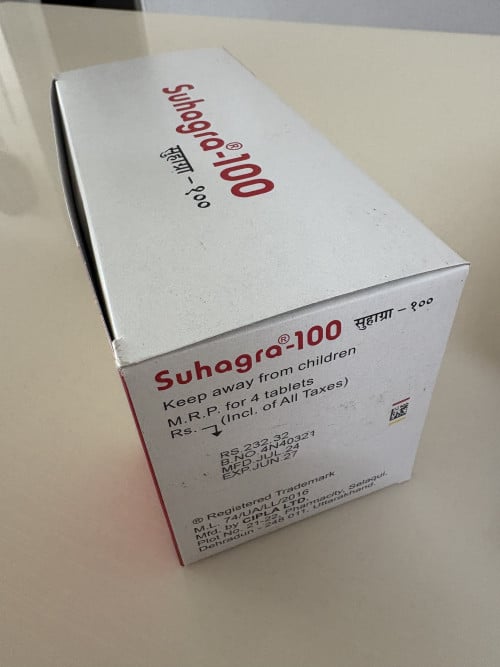 Suhagra®-100
सुहाग्रा – १००
Suhagra®-100 सुहाग्रा – १००
Keep away from children
M.R.P. for 4 tablets
Rs. (Incl. of All Taxes)
RS.232.32
B.NO.4N40321
MFD.JUL.24
EXP.JUN.27
® Registered Trademark
M.L. 74/UA/LL/2016
Mfd. by CIPLA LTD.
Plot No. 21-22, Pharmacity, Selaqui,
Dehradun - 248 011, Uttarakhand.